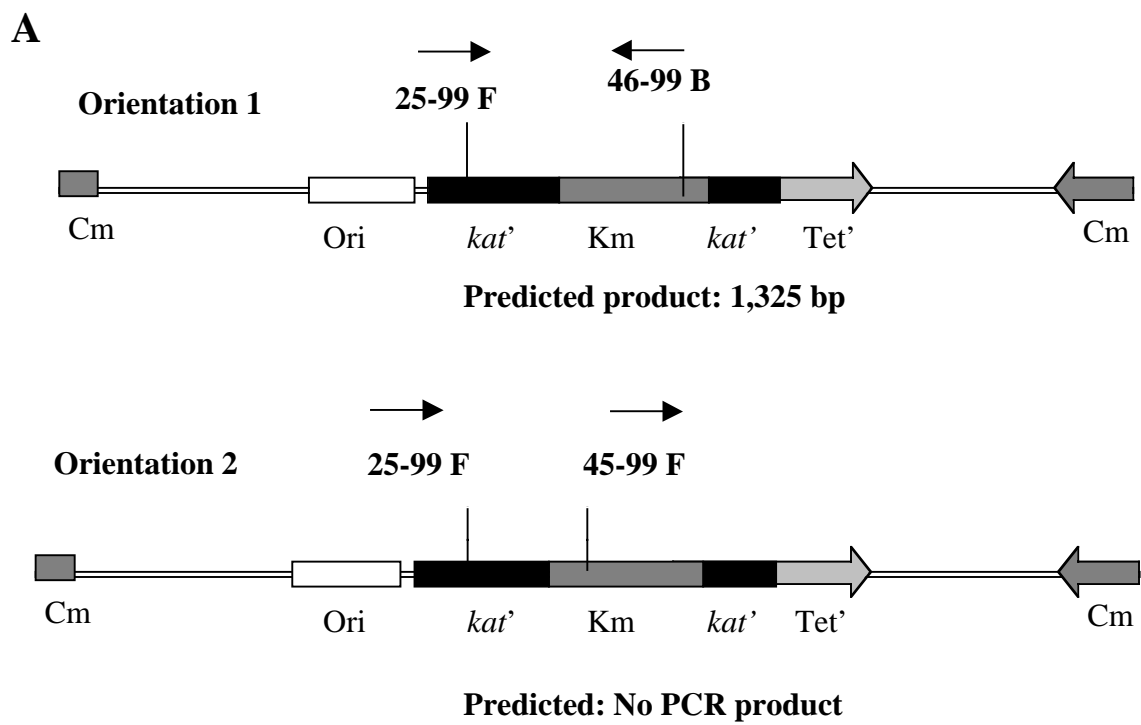 A
46-99 B
25-99 F
Orientation 1
Cm Ori kat’ Km kat’ Tet’ Cm
Predicted product: 1,325 bp
Orientation 2 25-99 F 45-99 F
Cm Ori kat’ Km kat’ Tet’ Cm
Predicted: No PCR product